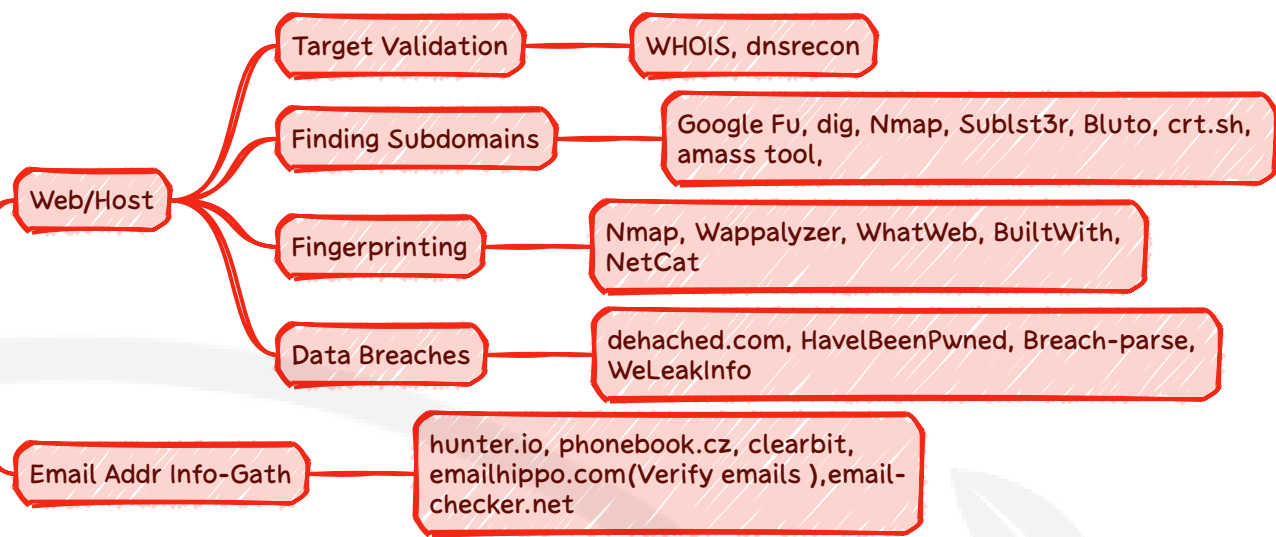 Target Validation
WHOIS, dnsrecon
Finding Subdomains
Google Fu, dig, Nmap, Sublst3r, Bluto, crt.sh,
amass tool,
Web/Host
Fingerprinting
Nmap, Wappalyzer, WhatWeb, BuiltWith,
NetCat
Data Breaches
dehached.com, HaveIBeenPwned, Breach-parse,
WeLeakInfo
Email Addr Info-Gath
hunter.io, phonebook.cz, clearbit,
emailhippo.com(Verify emails ),email-
checker.net